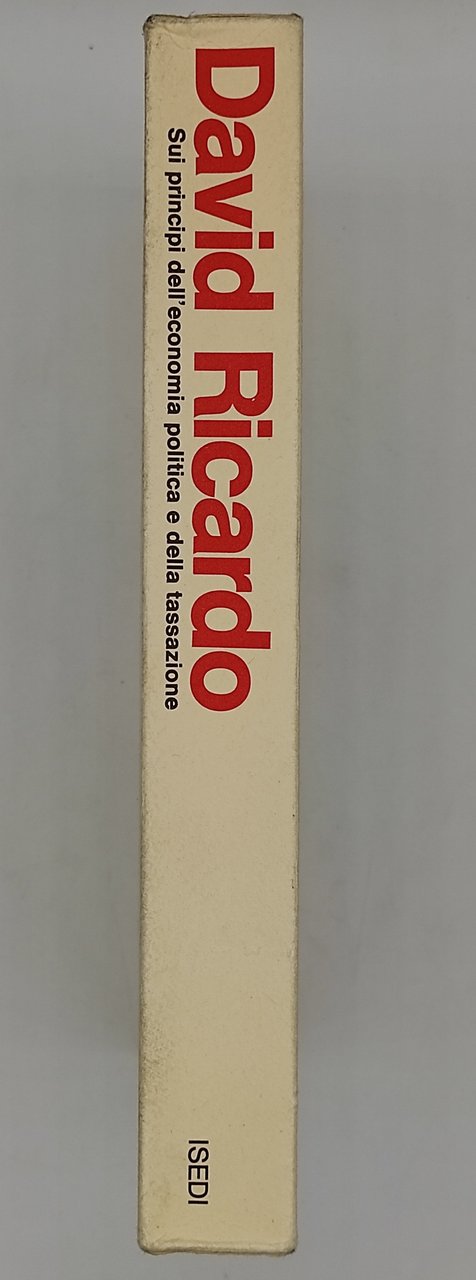 David Ricardo
Sui principi dell'economia politica e della tassazione
ISEDI